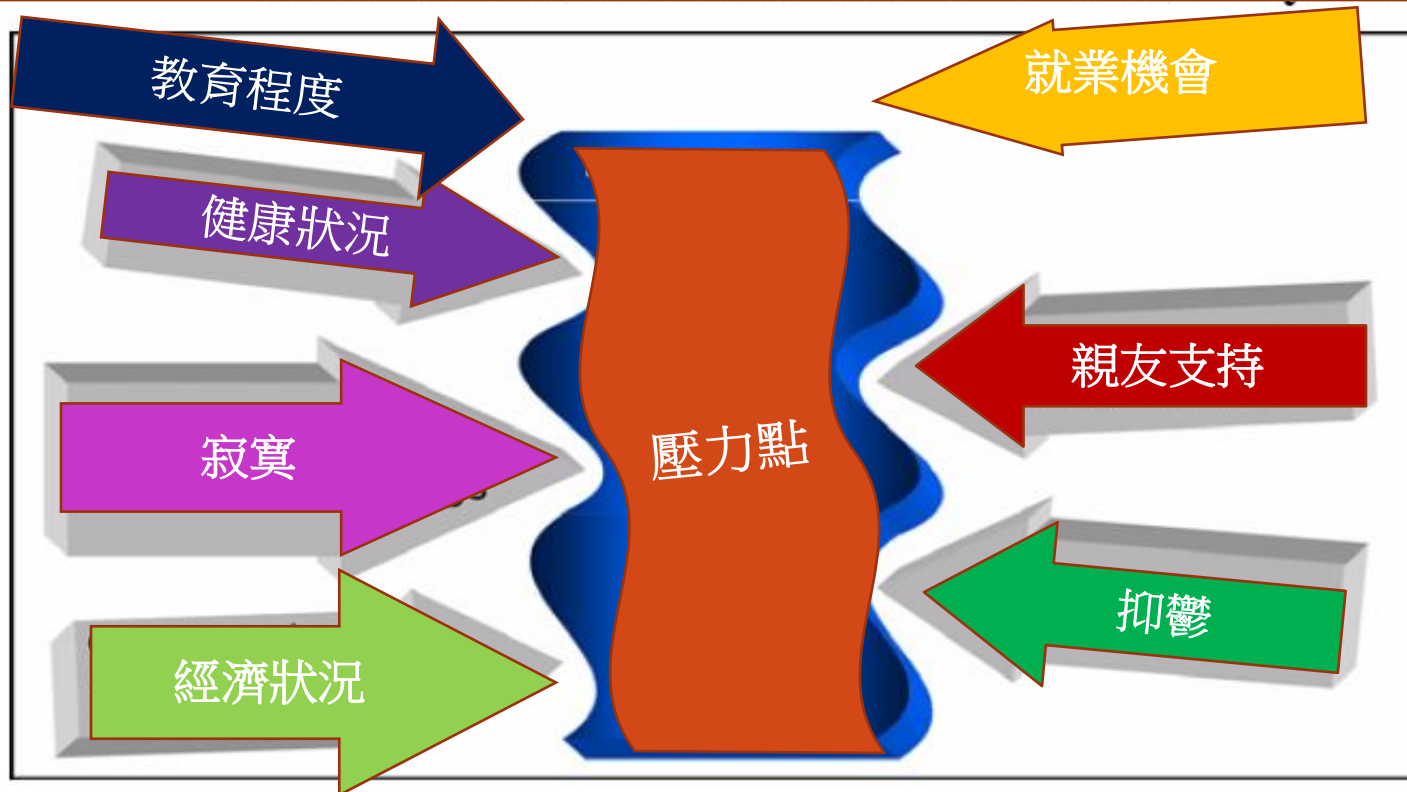 教育程度
就業機會
健康狀況
親友支持
寂寞
壓力點
抑鬱
經濟狀況